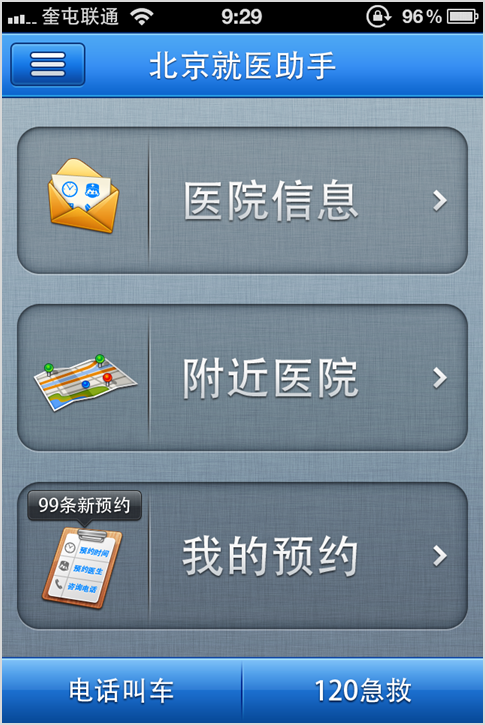 奎屯联通 9:29 96%
北京就医助手
医院信息
附近医院
99条新预约
预约时间
预约医生
咨询电话
我的预约
电话叫车 120急救